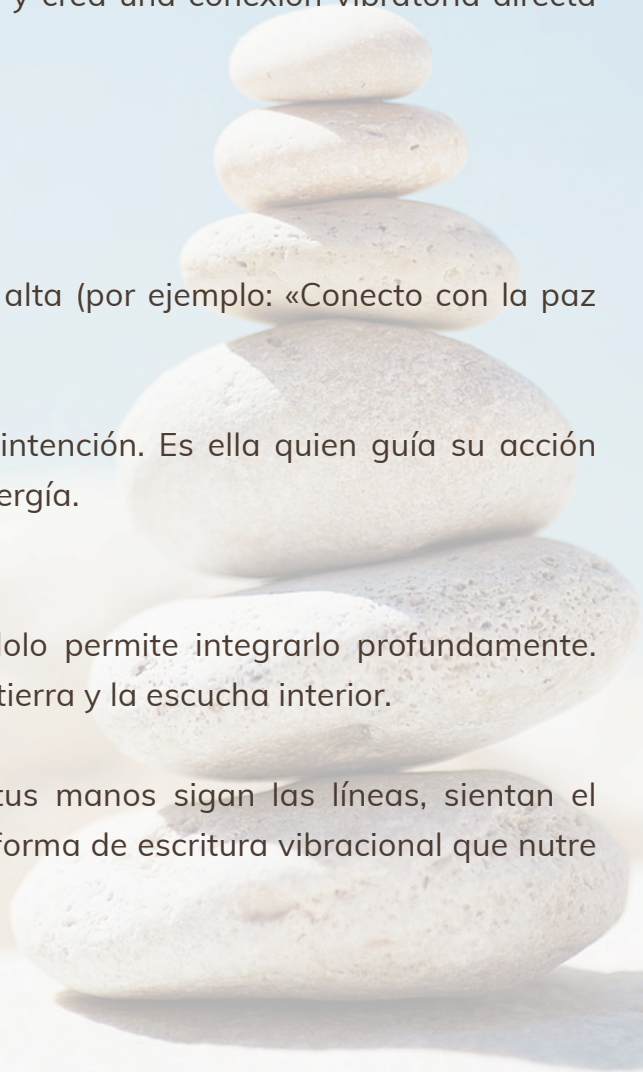 y crea una conexión vibratoria directa
alta (por ejemplo: «Conecto con la paz
intención. Es ella quien guía su acción
ergía.
lolo permite integrarlo profundamente.
tierra y la escucha interior.
tus manos sigan las líneas, sientan el
forma de escritura vibracional que nutre